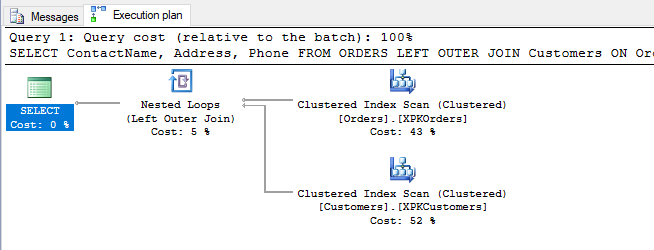 Messages
Execution plan
Query 1: Query cost (relative to the batch): 100%
SELECT ContactName, Address, Phone FROM ORDERS LEFT OUTER JOIN Customers ON Or
SELECT
Cost: 0 %
Nested Loops
(Left Outer Join)
Cost: 5 %
Clustered Index Scan (Clustered)
[Orders].[XPKOrders]
Cost: 43 %
Clustered Index Scan (Clustered)
[Customers].[XPKCustomers]
Cost: 52 %